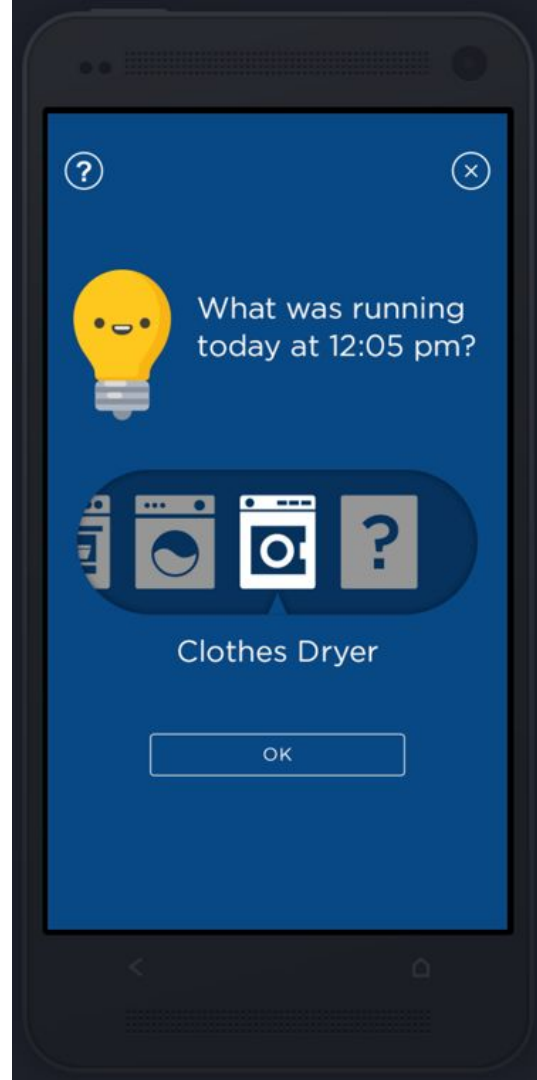 ?
What was running
today at 12:05 pm?
?
Clothes Dryer
OK